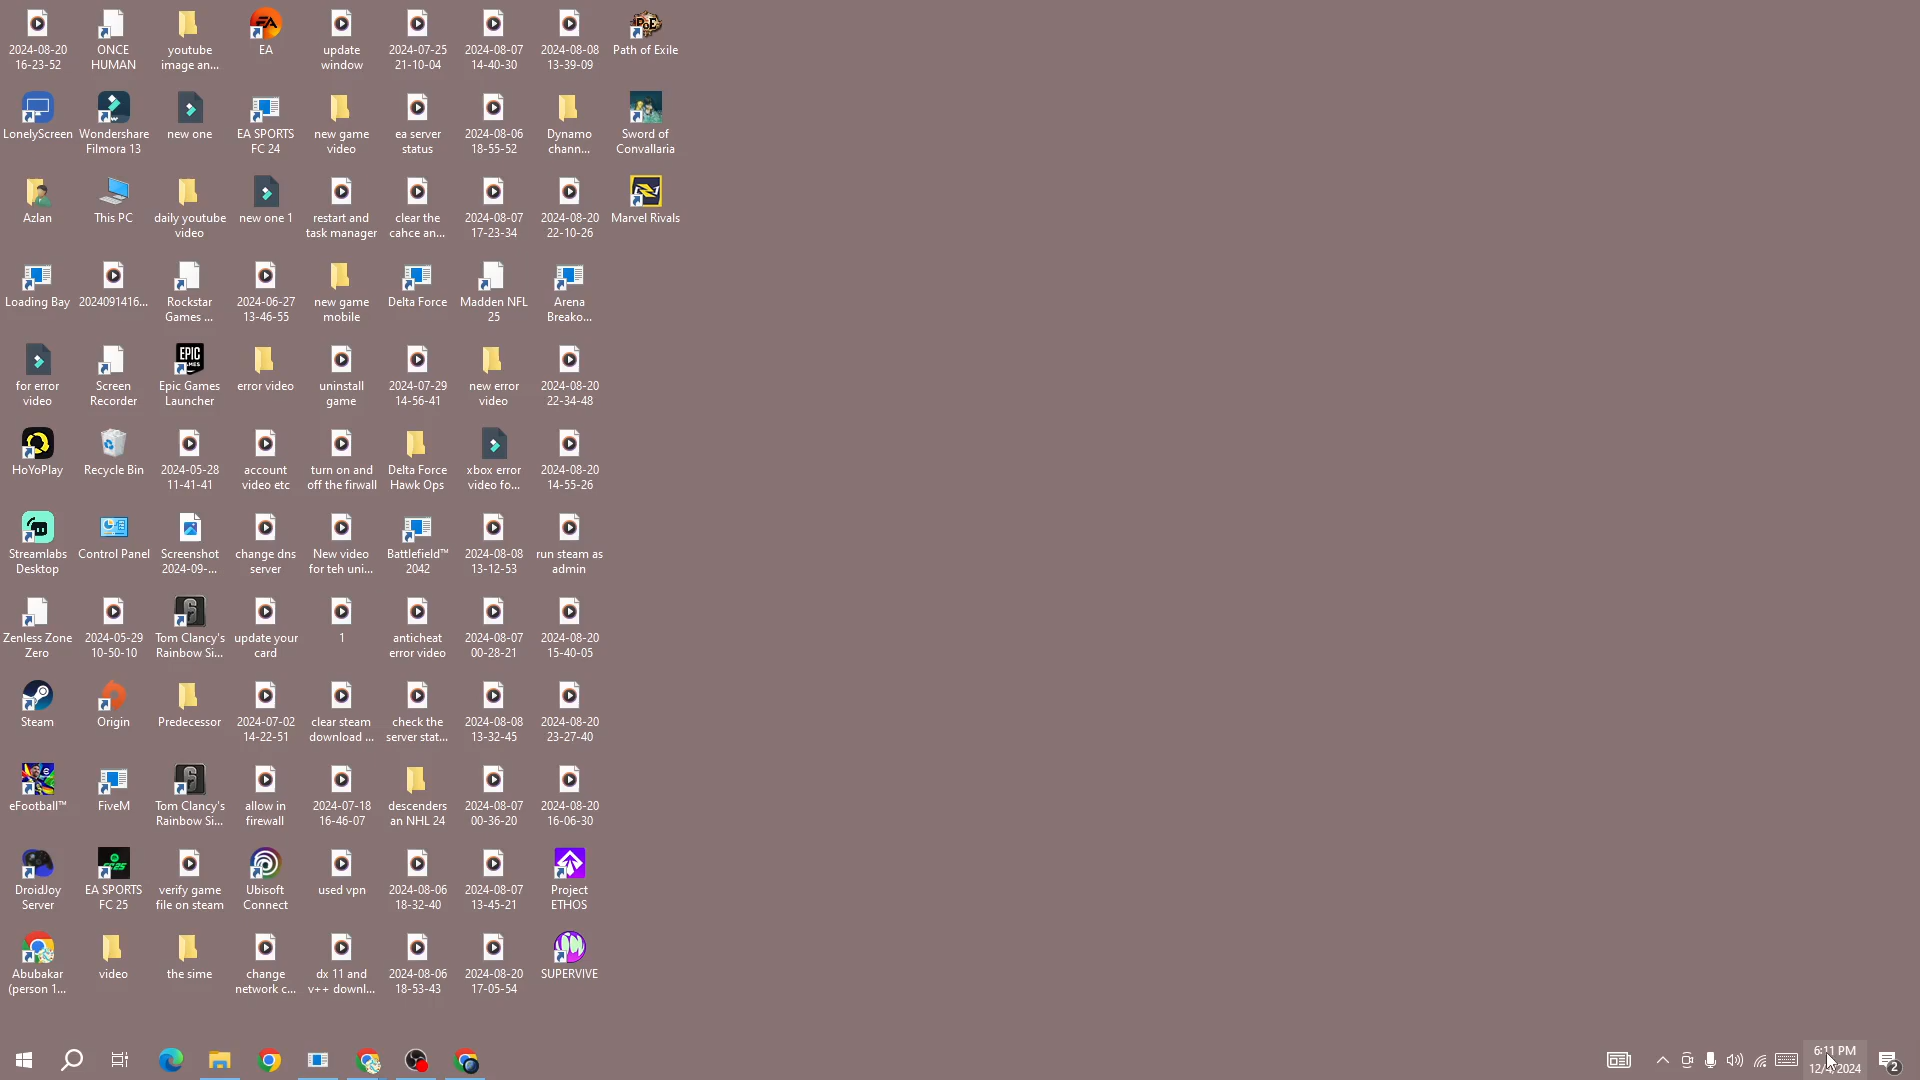 2024-08-20
16-23-52
ONCE
HUMAN
youtube
image an...
EA
update
window
2024-07-25
21-10-04
2024-08-07
14-40-30
2024-08-08
13-39-09
Path of Exile
LonelyScreen
Wondershare
Filmora 13
new one
EA SPORTS
FC 24
new game
video
ea server
status
2024-08-06
18-55-52
Dynamo
chann...
Sword of
Convallaria
Azlan
This PC
daily youtube
video
new one 1
restart and
task manager
clear the
cahce an...
2024-08-07
17-23-34
2024-08-20
22-10-26
Marvel Rivals
Loading Bay
2024091416...
Rockstar
Games ...
2024-06-27
13-46-55
new game
mobile
Delta Force
Madden NFL
25
Arena
Breako...
for error
video
Screen
Recorder
EPIC
GAMES
Epic Games
Launcher
error video
uninstall
game
2024-07-29
14-56-41
new error
video
2024-08-20
22-34-48
HoYoPlay
Recycle Bin
2024-05-28
11-41-41
account
video etc
turn on and
off the firwall
Delta Force
Hawk Ops
xbox error
video fo...
2024-08-20
14-55-26
Streamlabs
Desktop
Control Panel
Screenshot
2024-09-...
change dns
server
New video
for teh uni...
Battlefield™
2042
2024-08-08
13-12-53
run steam as
admin
Zenless Zone
Zero
2024-05-29
10-50-10
Tom Clancy's
Rainbow Si...
update your
card
1
anticheat
error video
2024-08-07
00-28-21
2024-08-20
15-40-05
Steam
Origin
Predecessor
2024-07-02
14-22-51
clear steam
download ...
check the
server stat...
2024-08-08
13-32-45
2024-08-20
23-27-40
eFootball™
FiveM
Tom Clancy's
Rainbow Si...
allow in
firewall
2024-07-18
16-46-07
descenders
an NHL 24
2024-08-07
00-36-20
2024-08-20
16-06-30
DroidJoy
Server
EA SPORTS
FC 25
verify game
file on steam
Ubisoft
Connect
used vpn
2024-08-06
18-32-40
2024-08-07
13-45-21
Project
ETHOS
Abubakar
(person 1...
video
the sime
change
network c...
dx 11 and
v++ downl...
2024-08-06
18-53-43
2024-08-20
17-05-54
SUPERVIVE
6:11 PM
12/4/2024
2